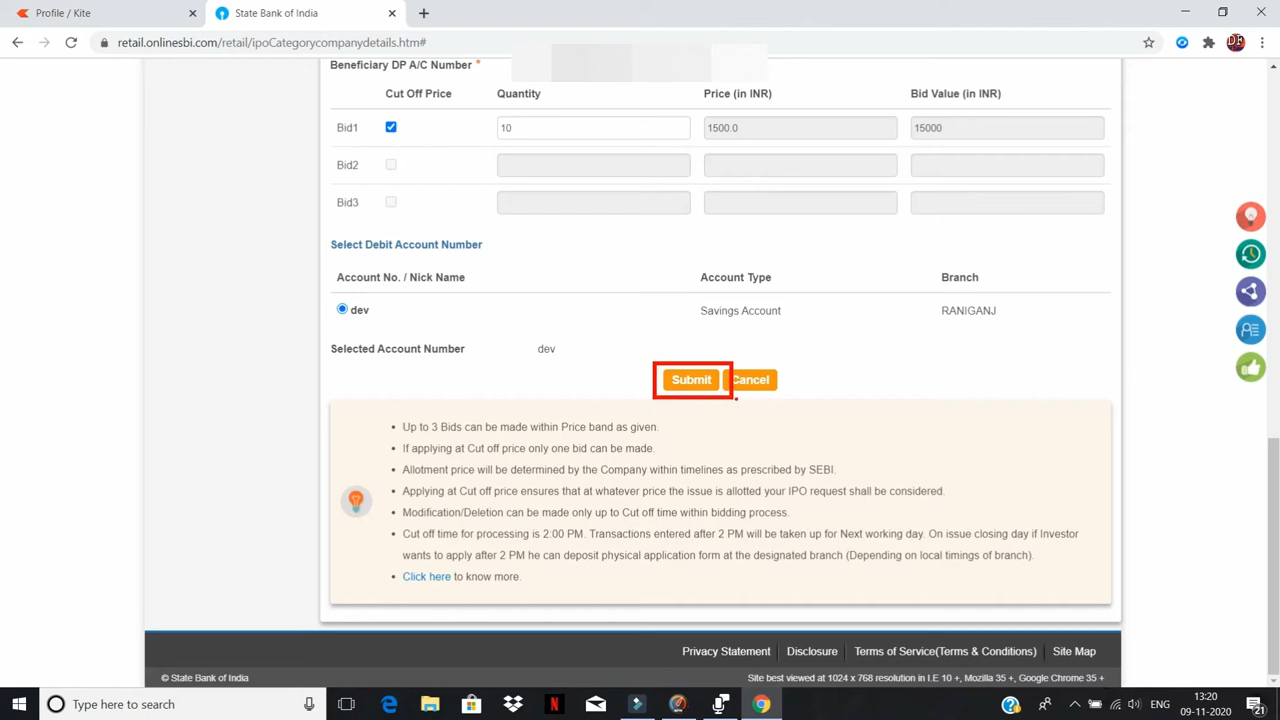 Profile / Kite
State Bank of India
retail.onlinesbi.com/retail/ipoCategorycompanydetails.htm#
Beneficiary DP A/C Number *
Cut Off Price Quantity Price (in INR) Bid Value (in INR)
Bid1 10 1500.0 15000
Bid2
Bid3
Select Debit Account Number
Account No. / Nick Name Account Type Branch
dev Savings Account RANIGANJ
Selected Account Number dev
Submit Cancel
• Up to 3 Bids can be made within Price band as given.
• If applying at Cut off price only one bid can be made.
• Allotment price will be determined by the Company within timelines as prescribed by SEBI.
• Applying at Cut off price ensures that at whatever price the issue is allotted your IPO request shall be considered.
• Modification/Deletion can be made only up to Cut off time within bidding process.
• Cut off time for processing is 2:00 PM. Transactions entered after 2 PM will be taken up for Next working day. On issue closing day if Investor
wants to apply after 2 PM he can deposit physical application form at the designated branch (Depending on local timings of branch).
• Click here to know more.
Privacy Statement Disclosure Terms of Service(Terms & Conditions) Site Map
© State Bank of India Site best viewed at 1024 x 768 resolution in I.E 10 +, Mozilla 35 +, Google Chrome 35 +
Type here to search
ENG
13:20
09-11-2020
21